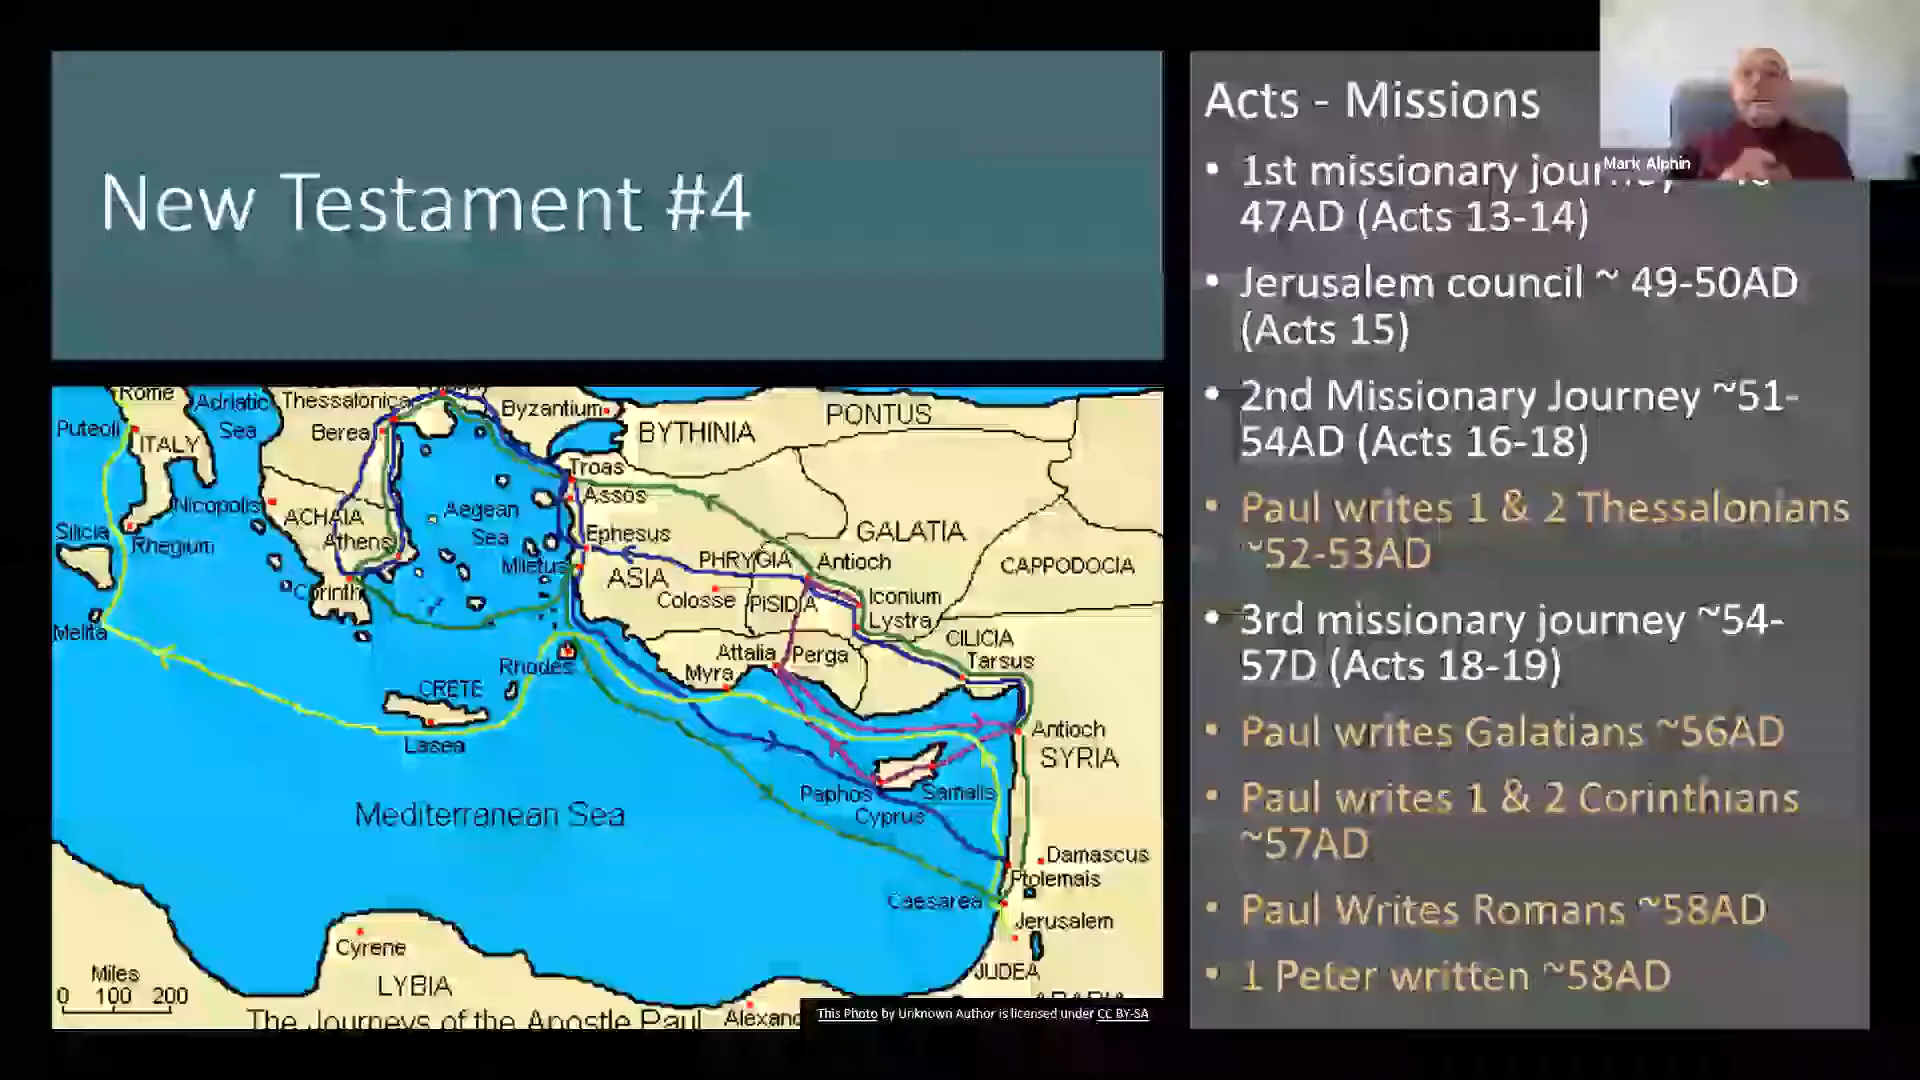 New Testament #4
Acts - Missions
• 1st missionary
47AD (Acts 13-14)
• Jerusalem council ~ 49-50AD
(Acts 15)
• 2nd Missionary Journey ~51-
54AD (Acts 16-18)
• Paul writes 1 & 2 Thessalonians
~52-53AD
• 3rd missionary journey ~54-
57D (Acts 18-19)
• Paul writes Galatians ~56AD
• Paul writes 1 & 2 Corinthians
~57AD
• Paul Writes Romans ~58AD
• 1 Peter written ~58AD
Mark Alphin
Rome
Adriatic
Sea
Thessalonica
Byzantium
PONTUS
BYTHINIA
Puteoli
ITALY
Berea
Troas
Assos
Nicopolis
ACHAIA
Aegean
Sea
GALATIA
Silicia
Rhegium
Athens
Ephesus
PHRYGIA
Antioch
CAPPODOCIA
Miletus
ASIA
Colosse
PISIDIA
Iconium
Lystra
Corinth
Melita
CILICIA
Tarsus
Attalia
Perga
Rhodes
Myra
CRETE
Lasea
Antioch
SYRIA
Paphos
Samalis
Cyprus
Mediterranean Sea
Damascus
Ptolemais
Caesarea
Jerusalem
Cyrene
JUDEA
LYBIA
Miles
0 100 200
The Journeys of the Apostle Paul
This Photo by Unknown Author is licensed under CC BY-SA